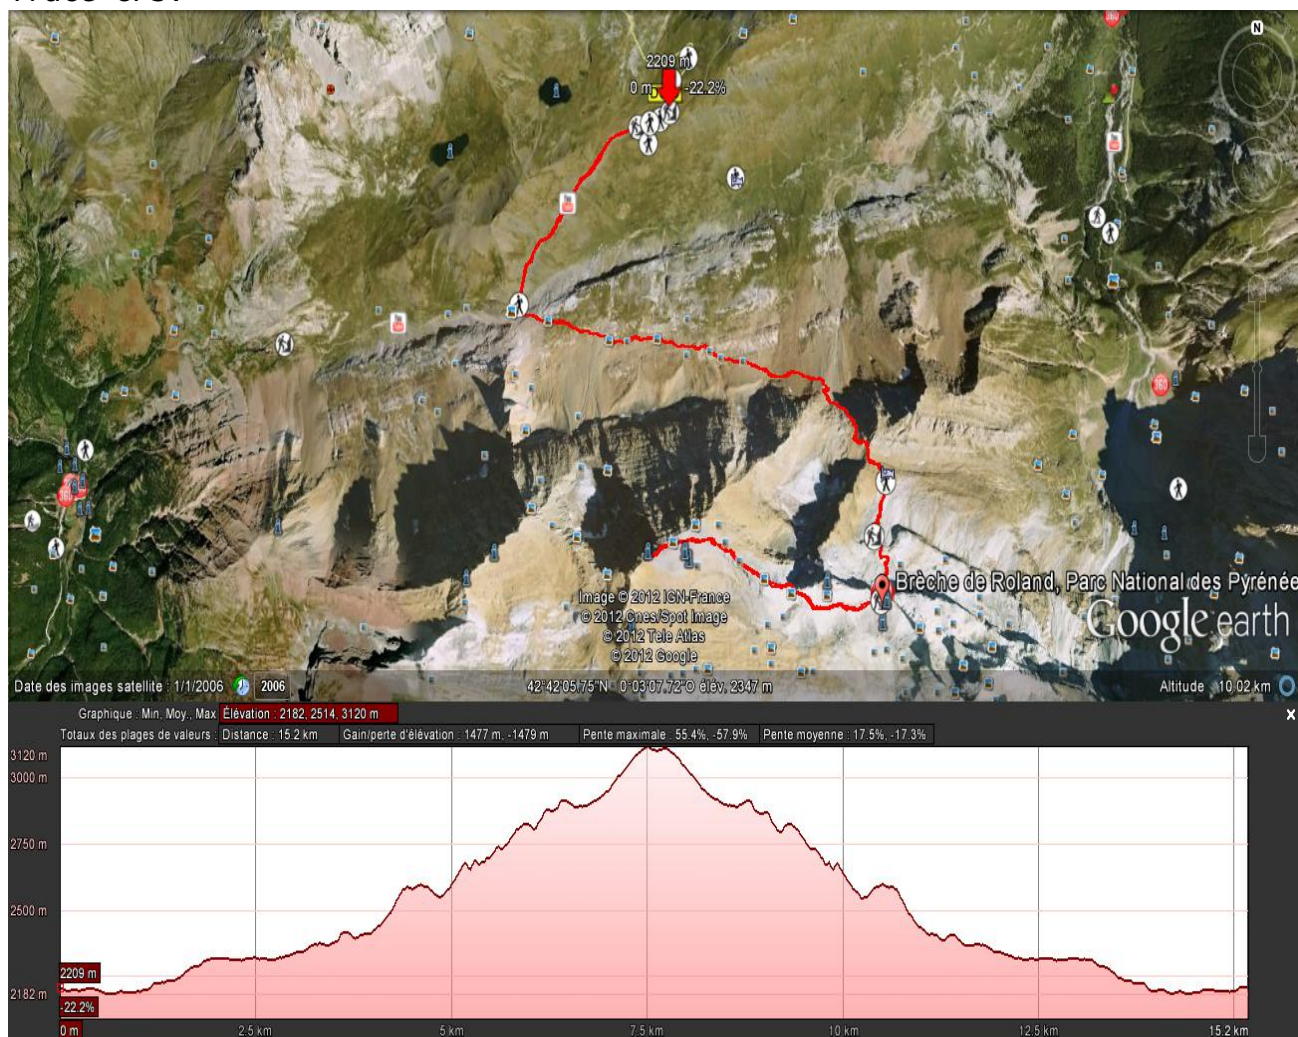 N
2209 m
0 m
-22.2%
360
360
360
Brèche de Roland, Parc National des Pyrénée
Google earth
Image © 2012 IGN-France
© 2012 Cnes/Spot Image
© 2012 Tele Atlas
© 2012 Google
Date des images satellite : 1/1/2006 2006 42°42'05.75"N 0°03'07.72"O élév. 2347 m Altitude 10.02 km
Graphique : Min, Moy., Max Élévation : 2182, 2514, 3120 m x
Totaux des plages de valeurs : Distance : 15.2 km Gain/perte d'élévation : 1477 m, -1479 m Pente maximale : 55.4%, -57.9% Pente moyenne : 17.5%, -17.3%
3120 m
3000 m
2750 m
2500 m
2209 m
2182 m
-22.2%
0 m 2.5 km 5 km 7.5 km 10 km 12.5 km 15.2 km